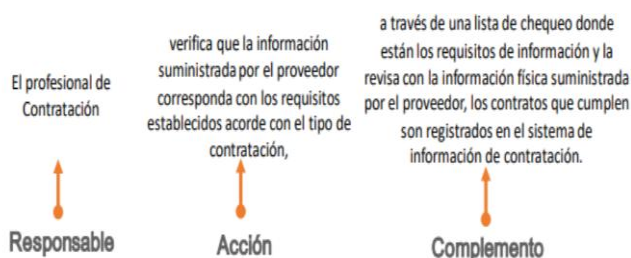 El profesional de
Contratación
verifica que la información
suministrada por el proveedor
corresponda con los requisitos
establecidos acorde con el tipo de
contratación,
a través de una lista de chequeo donde
están los requisitos de información y la
revisa con la información física suministrada
por el proveedor, los contratos que cumplen
son registrados en el sistema de
información de contratación.
Responsable
Acción
Complemento